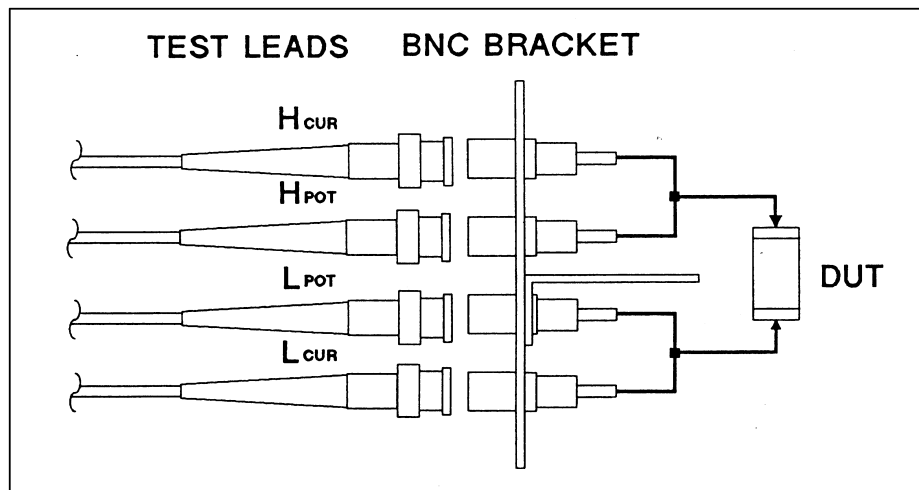 TEST LEADS BNC BRACKET
HCUR
HPOT
LPOT
DUT
LCUR